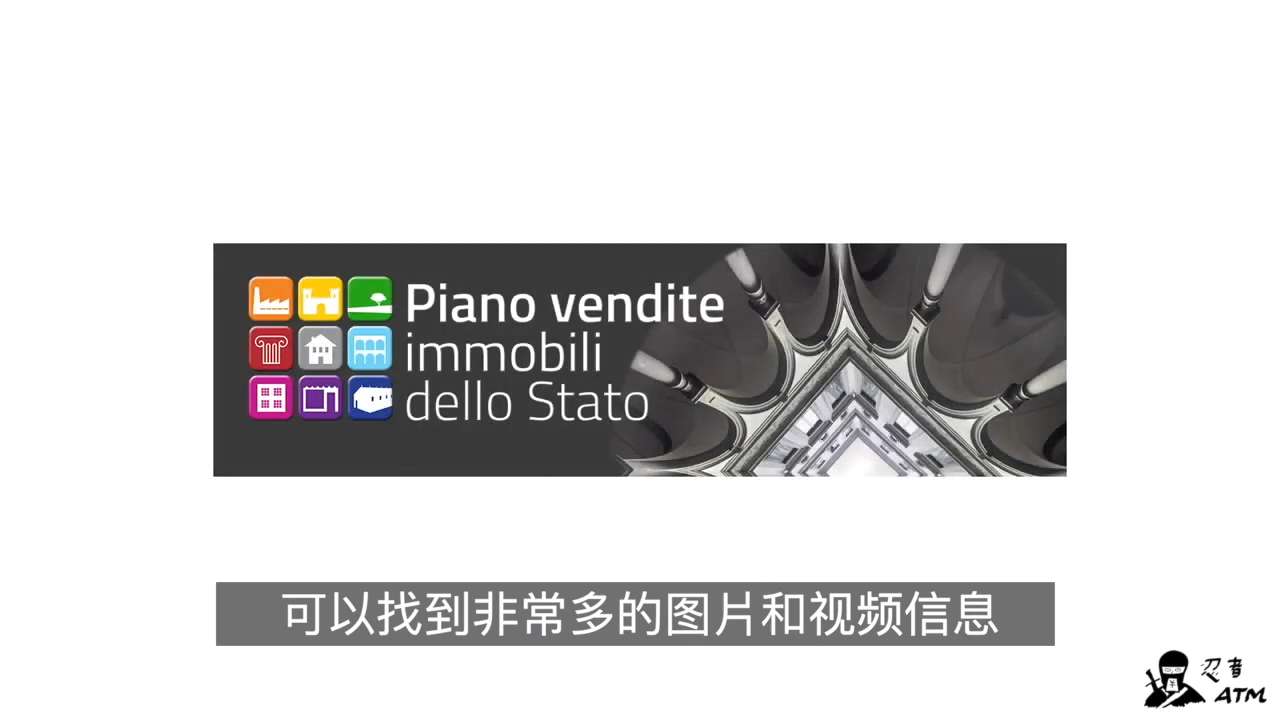 Piano vendite
immobili
dello Stato
可以找到非常多的图片和视频信息
忍者
ATM